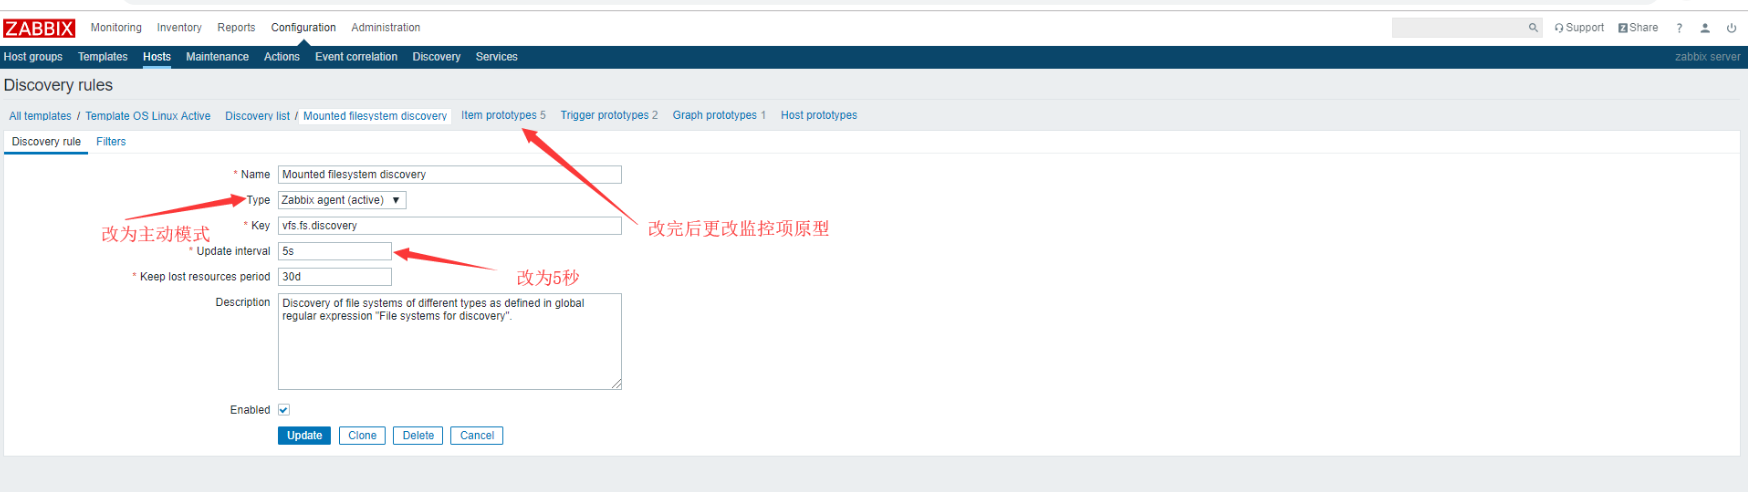 ZABBIX Monitoring Inventory Reports Configuration Administration Support Z Share ?
Host groups Templates Hosts Maintenance Actions Event correlation Discovery Services zabbix server
Discovery rules
All templates / Template OS Linux Active Discovery list / Mounted filesystem discovery Item prototypes 5 Trigger prototypes 2 Graph prototypes 1 Host prototypes
Discovery rule Filters
* Name Mounted filesystem discovery
Type Zabbix agent (active) ▼
* Key vfs.fs.discovery
改为主动模式
改完后更改监控项原型
* Update interval 5s
改为5秒
* Keep lost resources period 30d
Description Discovery of file systems of different types as defined in global
regular expression "File systems for discovery".
Enabled
Update Clone Delete Cancel